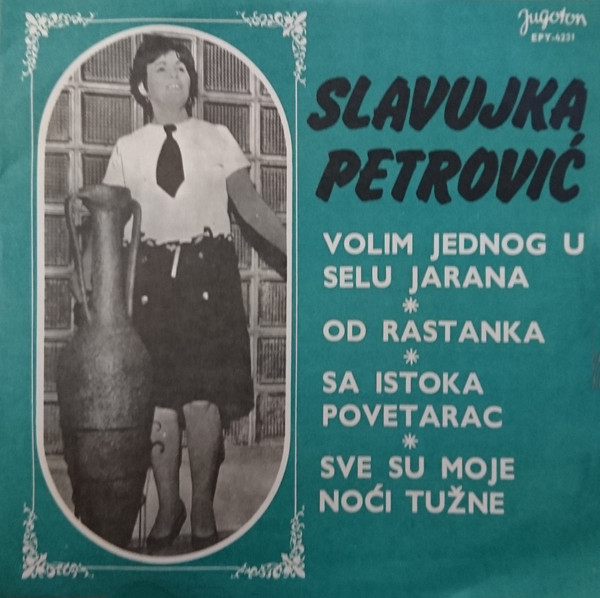 Jugoton
EPY-4231
SLAVUJKA
PETROVIĆ
VOLIM JEDNOG U
SELU JARANA
*
OD RASTANKA
*
SA ISTOKA
POVETARAC
*
SVE SU MOJE
NOĆI TUŽNE